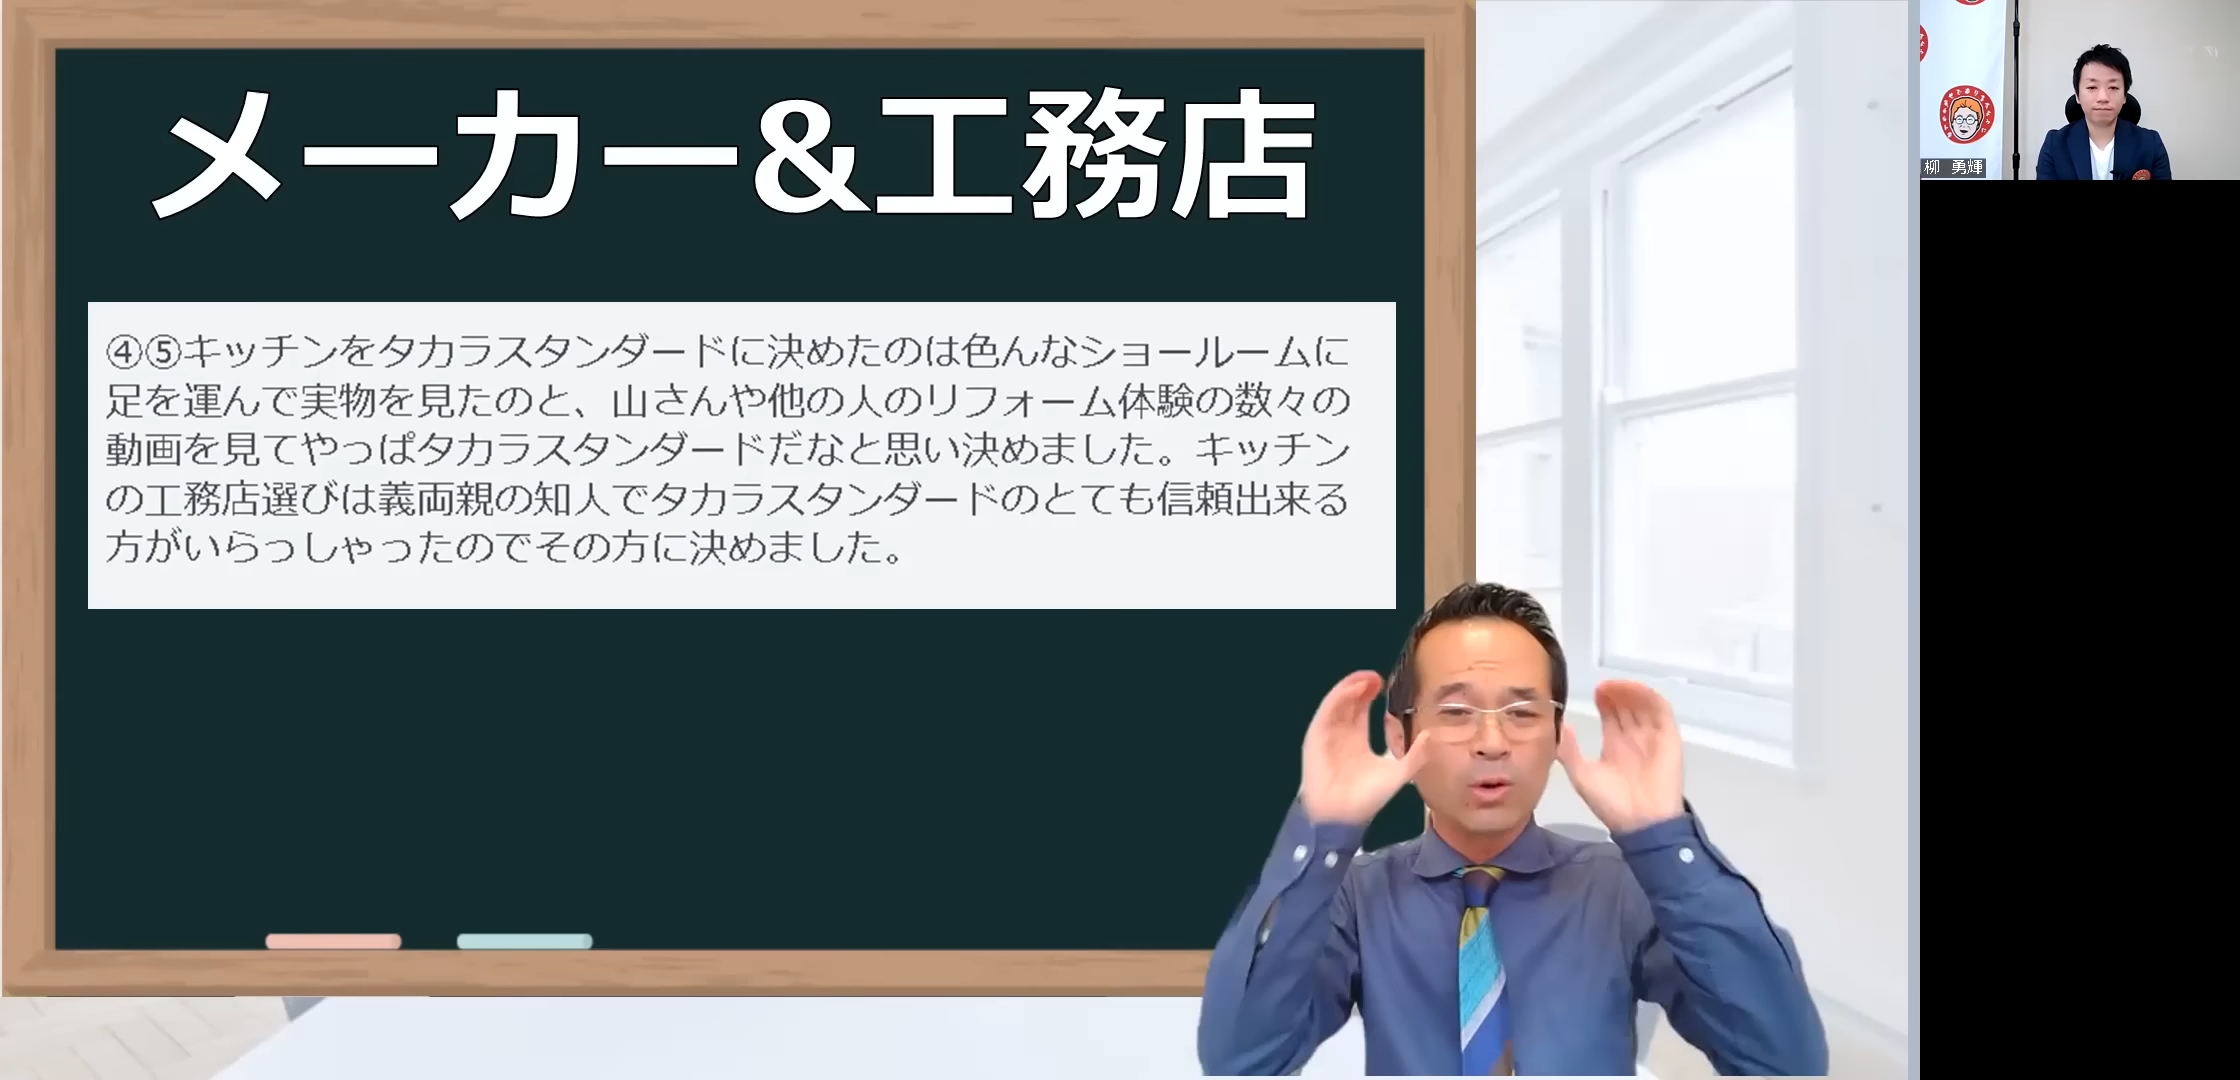 メーカー&工務店
④⑤キッチンをタカラスタンダードに決めたのは色んなショールームに
足を運んで実物を見たのと、山さんや他の人のリフォーム体験の数々の
動画を見てやっぱタカラスタンダードだなと思い決めました。キッチン
の工務店選びは義両親の知人でタカラスタンダードのとても信頼出来る
方がいらっしゃったのでその方に決めました。
柳 勇輝